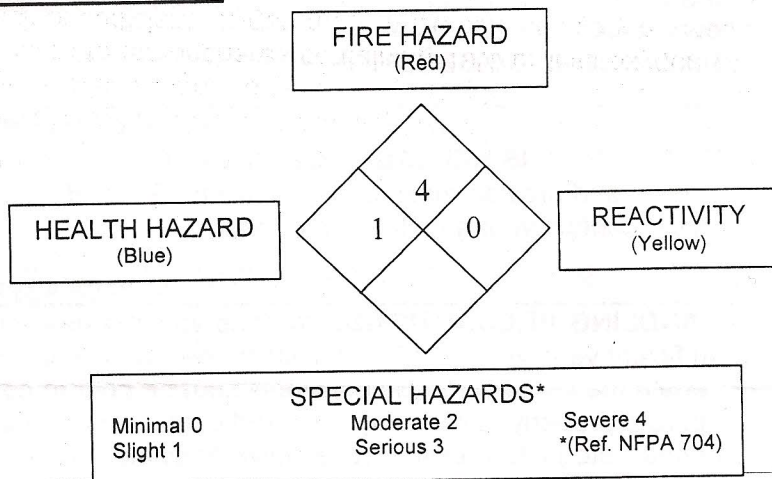 FIRE HAZARD
(Red)
4
HEALTH HAZARD
(Blue)
1
0
REACTIVITY
(Yellow)
SPECIAL HAZARDS*
Minimal 0 Moderate 2 Severe 4
Slight 1 Serious 3 *(Ref. NFPA 704)